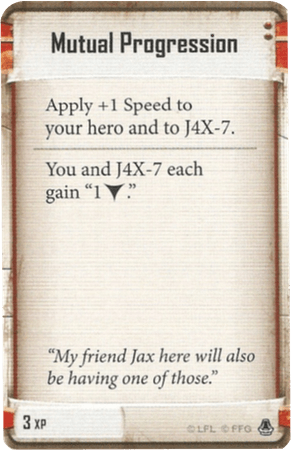 Mutual Progression
Apply +1 Speed to
your hero and to J4X-7.
You and J4X-7 each
gain “1 .”
“My friend Jax here will also
be having one of those.”
3 XP
© LFL © FFG